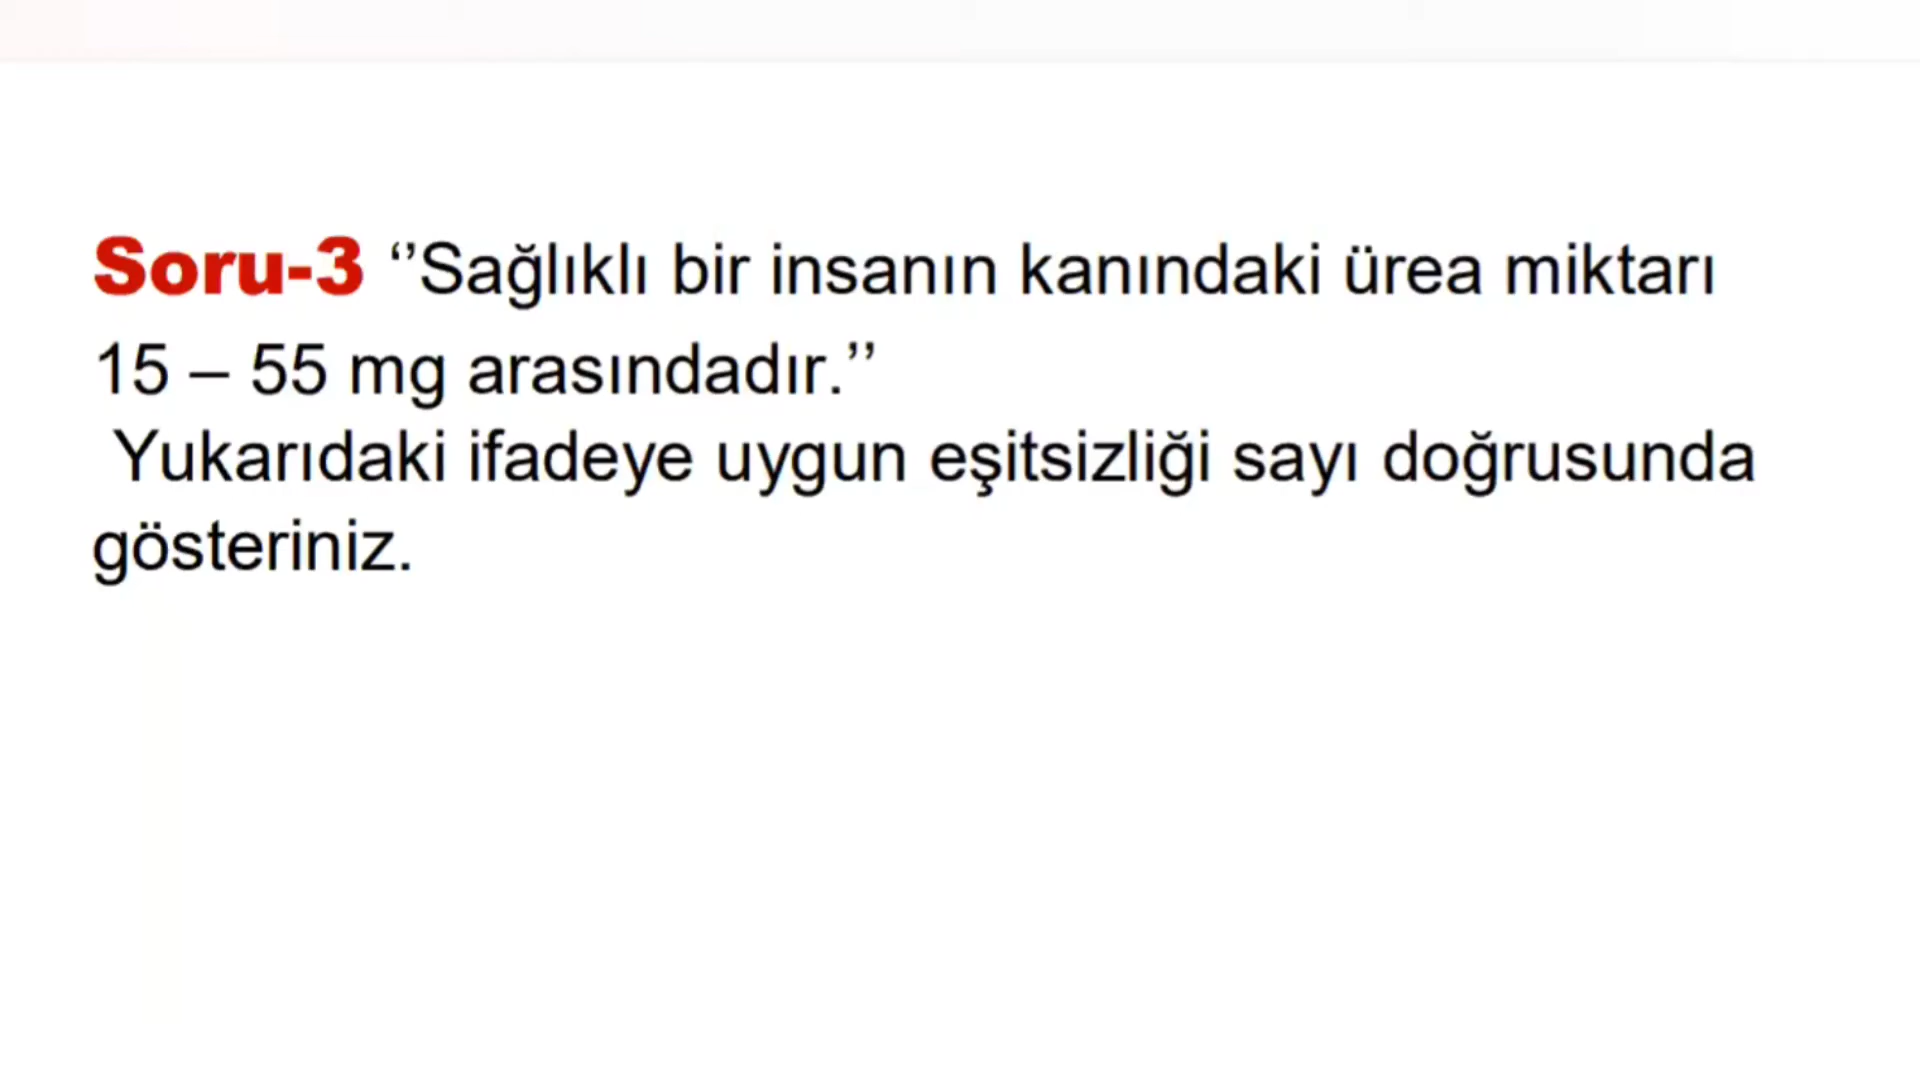 Soru-3 ‘’Sağlıklı bir insanın kanındaki ürea miktarı
15 – 55 mg arasındadır.’’
Yukarıdaki ifadeye uygun eşitsizliği sayı doğrusunda
gösteriniz.